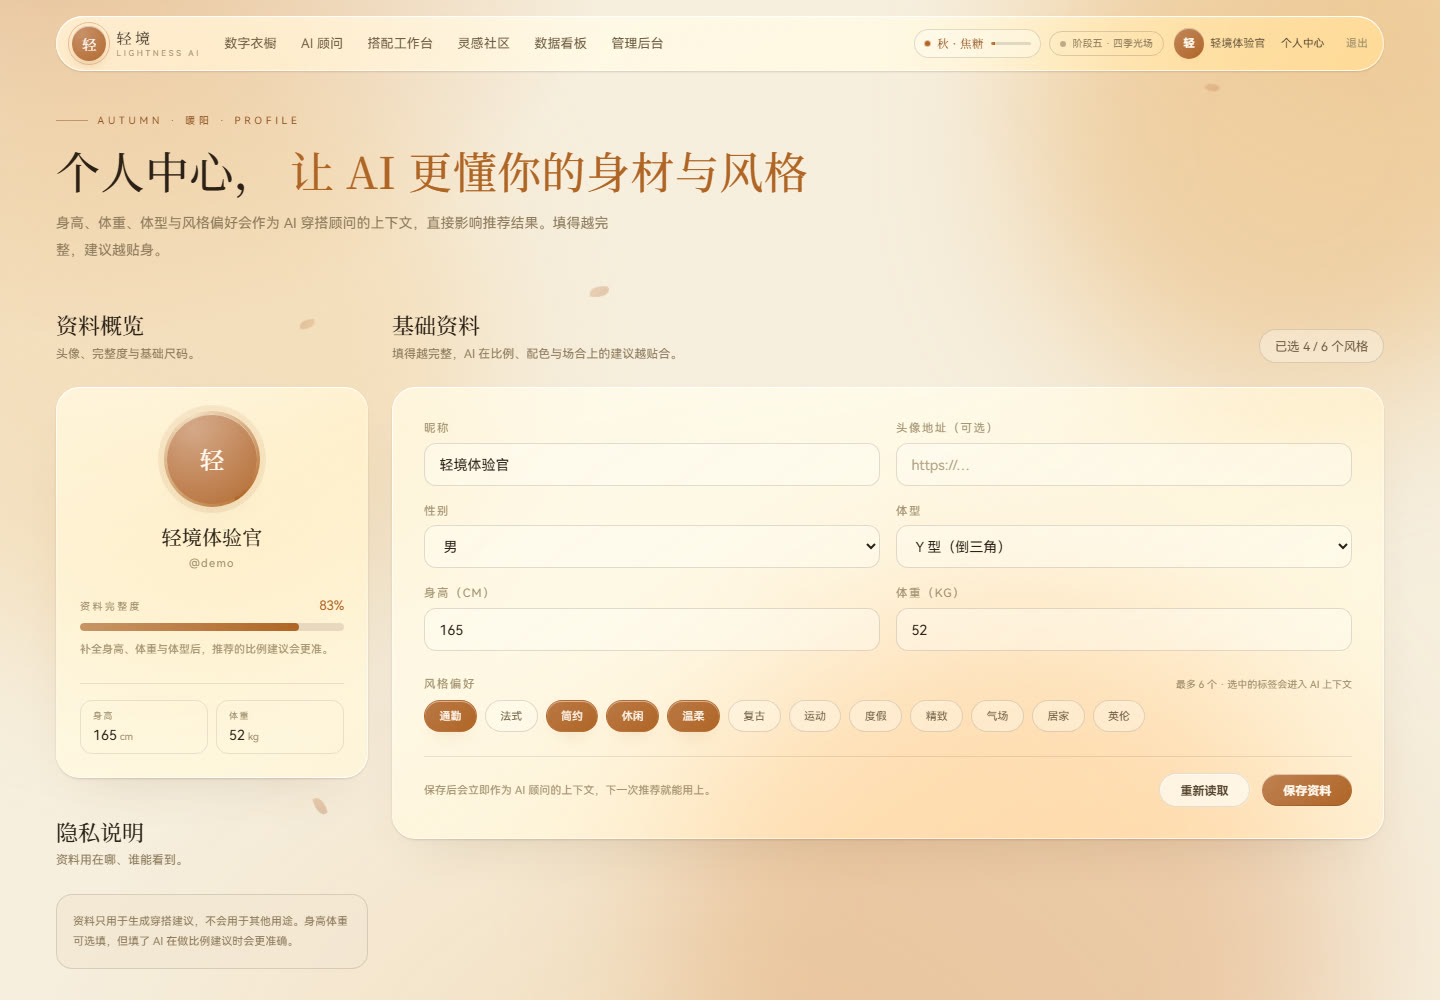 轻 轻境
LIGHTNESS AI
数字衣橱 AI 顾问 搭配工作台 灵感社区 数据看板 管理后台
秋 · 焦糖
阶段五 · 四季光场
轻 轻境体验官 个人中心 退出
AUTUMN · 暖阳 · PROFILE
个人中心， 让 AI 更懂你的身材与风格
身高、体重、体型与风格偏好会作为 AI 穿搭顾问的上下文，直接影响推荐结果。填得越完
整，建议越贴身。
资料概览
头像、完整度与基础尺码。
轻
轻境体验官
@demo
资料完整度 83%
补全身高、体重与体型后，推荐的比例建议会更准。
身高
165 cm
体重
52 kg
隐私说明
资料用在哪、谁能看到。
资料只用于生成穿搭建议，不会用于其他用途。身高体重
可选填，但填了 AI 在做比例建议时会更准确。
基础资料
填得越完整，AI 在比例、配色与场合上的建议越贴合。
已选 4 / 6 个风格
昵称
轻境体验官
头像地址（可选）
https://...
性别
男
体型
Y 型（倒三角）
身高（CM）
165
体重（KG）
52
风格偏好 最多 6 个 · 选中的标签会进入 AI 上下文
通勤 法式 简约 休闲 温柔 复古 运动 度假 精致 气场 居家 英伦
保存后会立即作为 AI 顾问的上下文，下一次推荐就能用上。
重新读取 保存资料